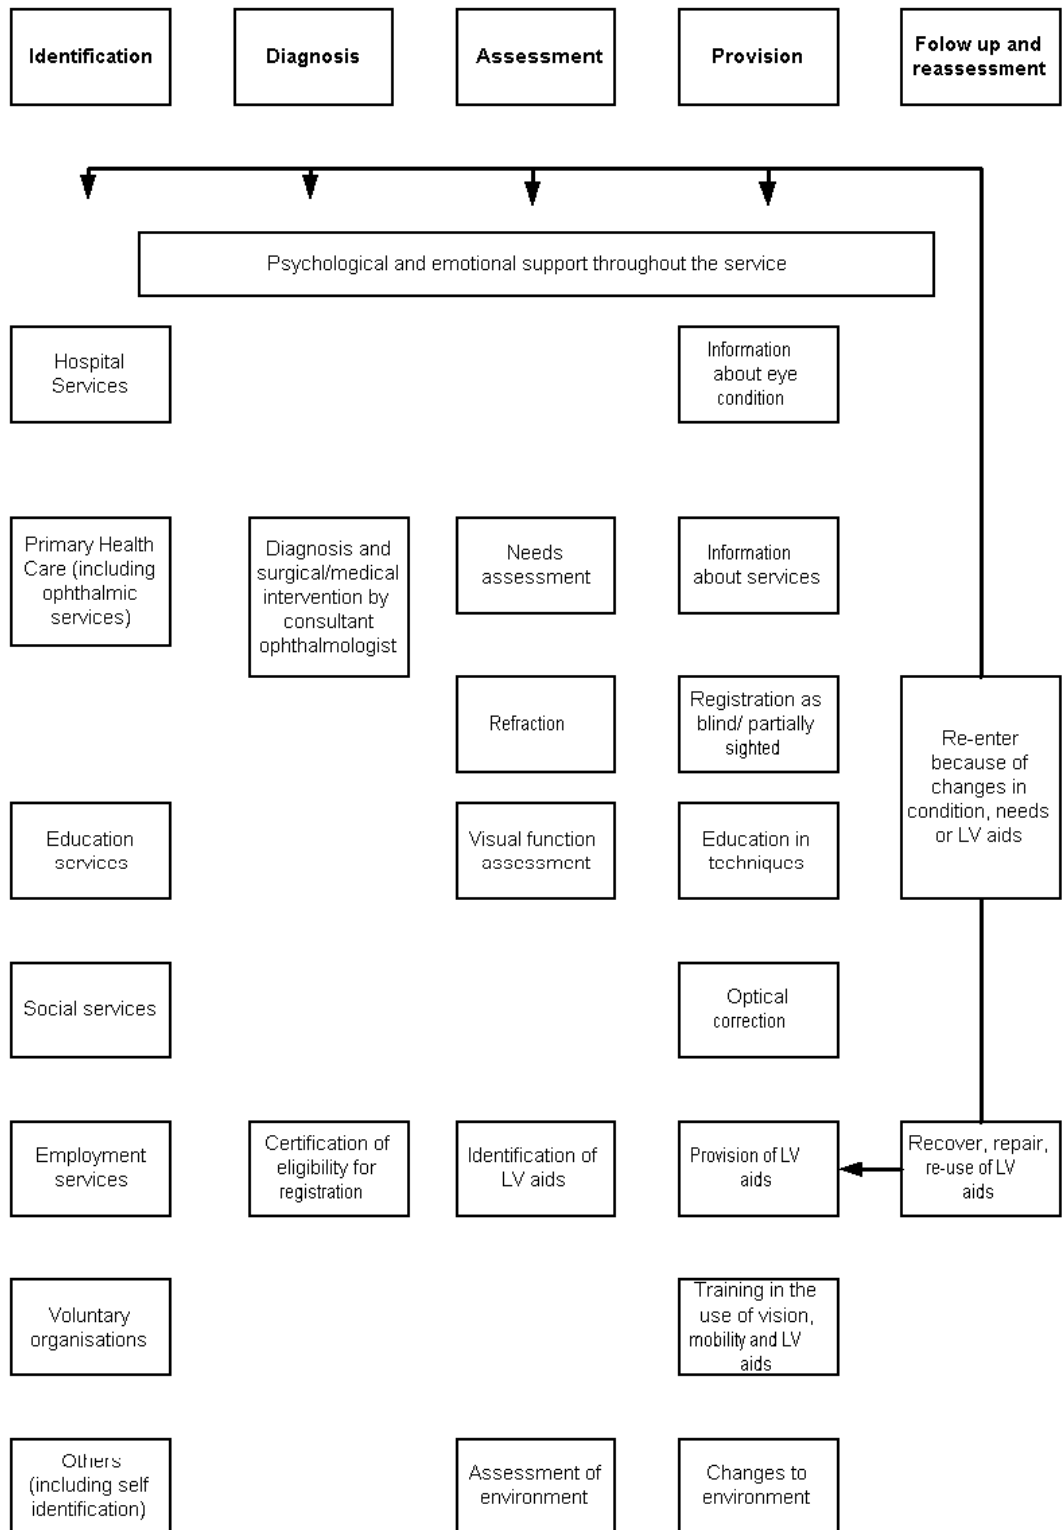 Identification
Diagnosis
Assessment
Provision
Folow up and
reassessment
Psychological and emotional support throughout the service
Hospital
Services
Information
about eye
condition
Primary Health
Care (including
ophthalmic
services)
Diagnosis and
surgical/medical
intervention by
consultant
ophthalmologist
Needs
assessment
Information
about services
Refraction
Registration as
blind/ partially
sighted
Re-enter
because of
changes in
condition, needs
or LV aids
Education
services
Visual function
assessment
Education in
techniques
Social services
Optical
correction
Employment
services
Certification of
eligibility for
registration
Identification of
LV aids
Provision of LV
aids
Recover, repair,
re-use of LV
aids
Voluntary
organisations
Training in the
use of vision,
mobility and LV
aids
Others
(including self
identification)
Assessment of
environment
Changes to
environment